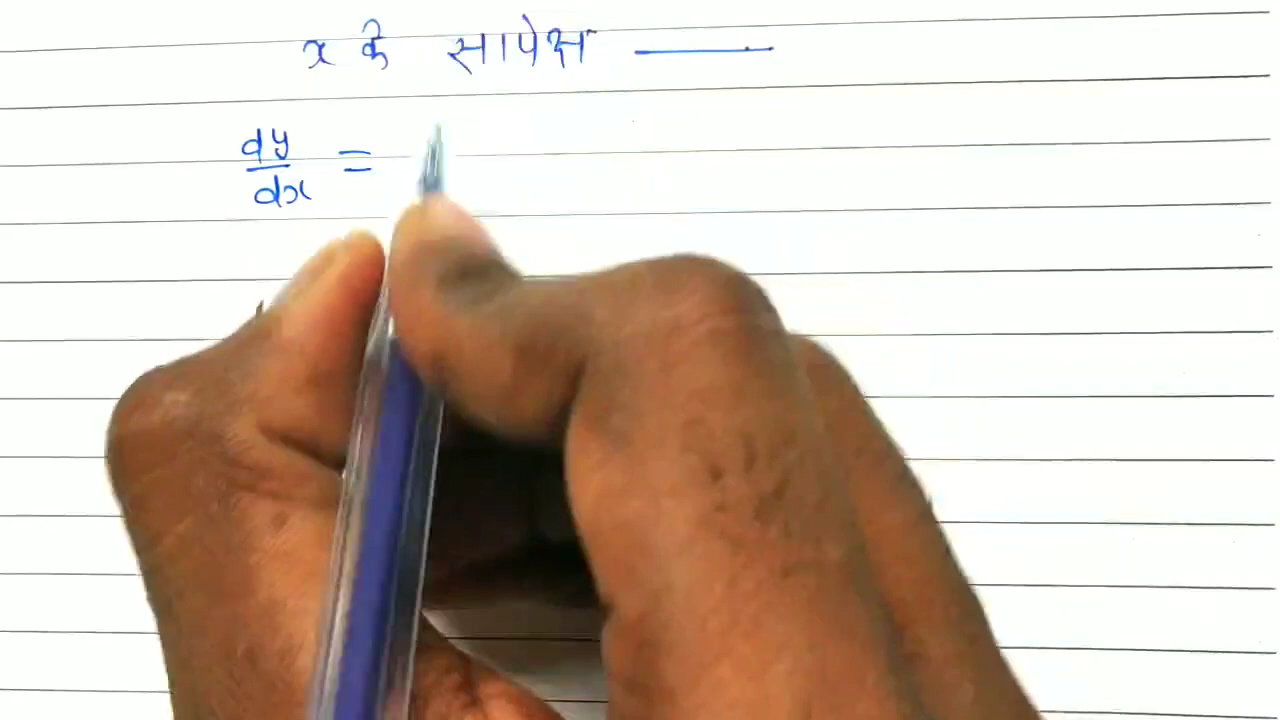 x के सापेक्ष ———
dy/dx =